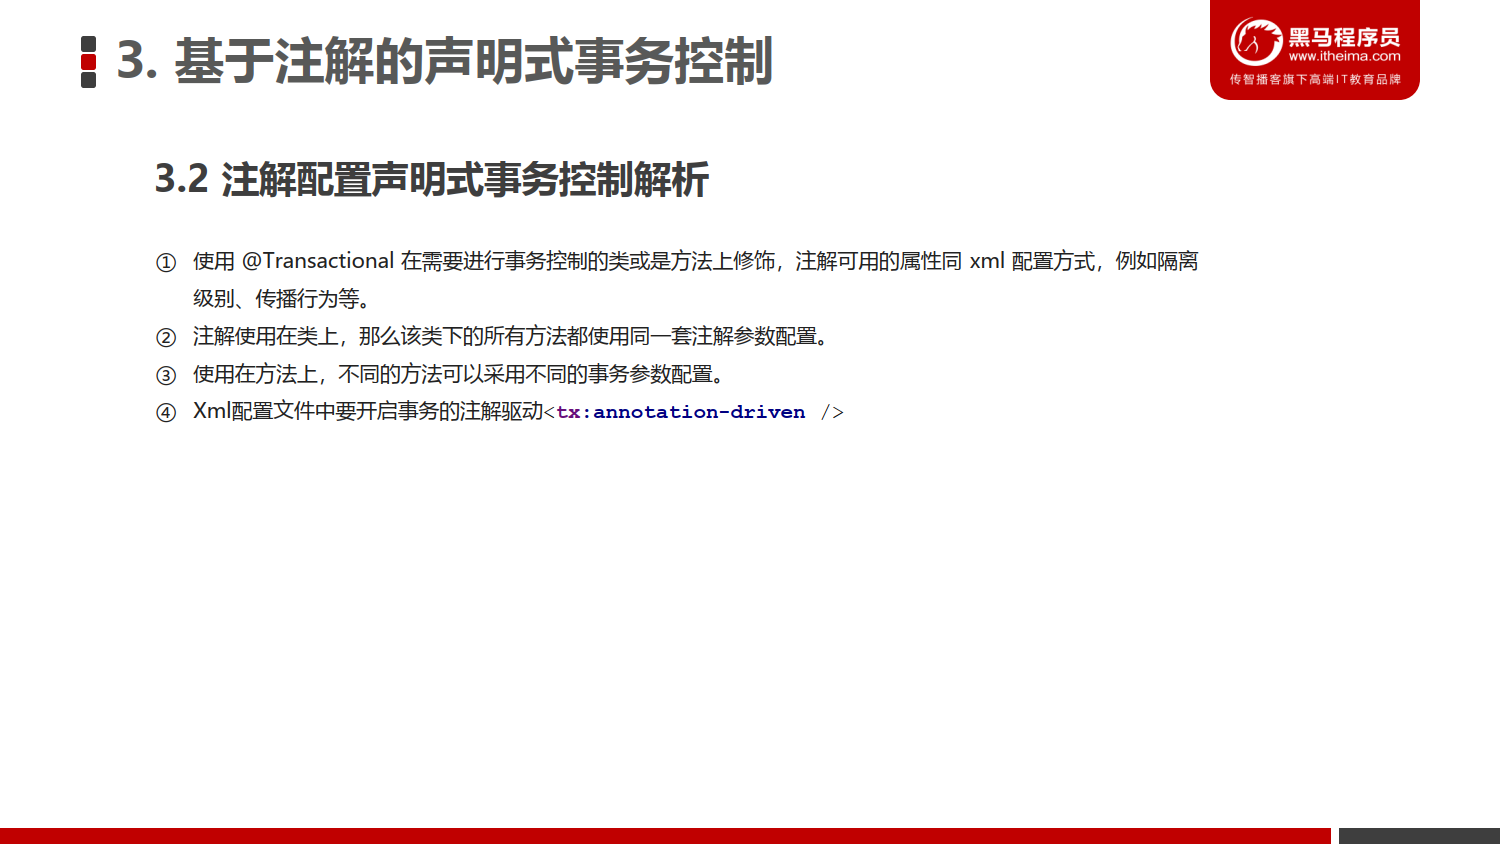 3. 基于注解的声明式事务控制
黑马程序员
www.itheima.com
传智播客旗下高端IT教育品牌
3.2 注解配置声明式事务控制解析
① 使用 @Transactional 在需要进行事务控制的类或是方法上修饰，注解可用的属性同 xml 配置方式，例如隔离
级别、传播行为等。
② 注解使用在类上，那么该类下的所有方法都使用同一套注解参数配置。
③ 使用在方法上，不同的方法可以采用不同的事务参数配置。
④ Xml配置文件中要开启事务的注解驱动<tx:annotation-driven />